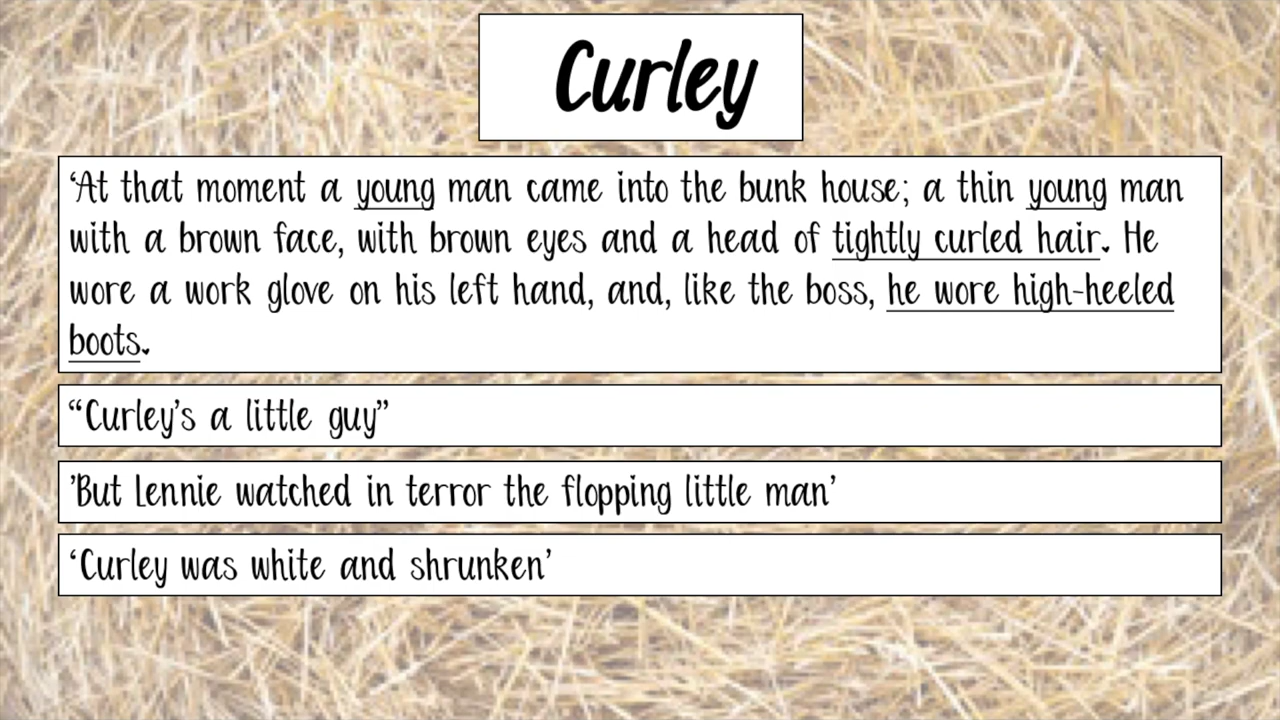 Curley
‘At that moment a young man came into the bunk house; a thin young man
with a brown face, with brown eyes and a head of tightly curled hair. He
wore a work glove on his left hand, and, like the boss, he wore high-heeled
boots.
“Curley’s a little guy”
’But Lennie watched in terror the flopping little man’
‘Curley was white and shrunken’